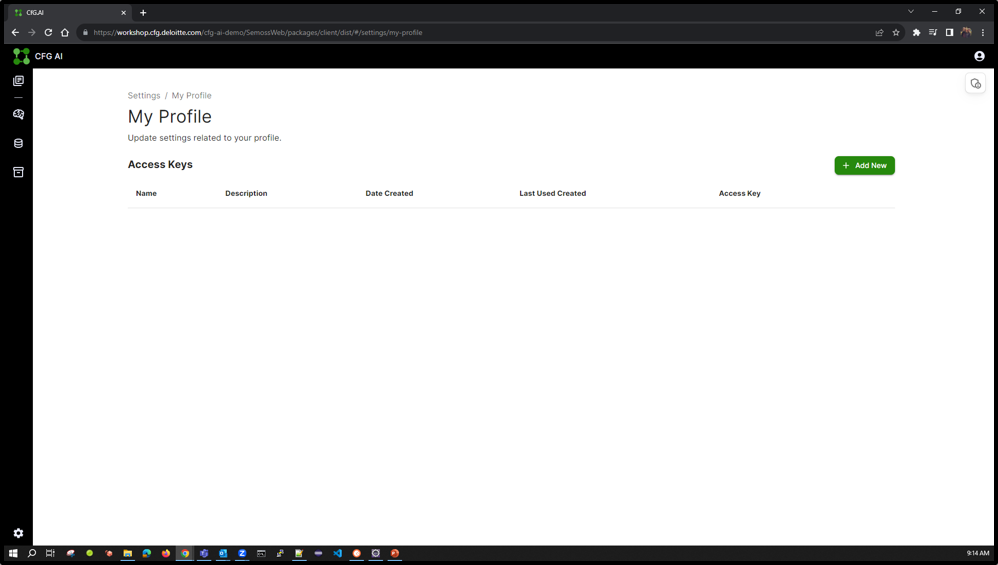 CFG.AI
https://workshop.cfg.deloitte.com/cfg-ai-demo/SemossWeb/packages/client/dist/#/settings/my-profile
CFG AI
Settings / My Profile
My Profile
Update settings related to your profile.
Access Keys
Add New
Name Description Date Created Last Used Created Access Key
9:14 AM